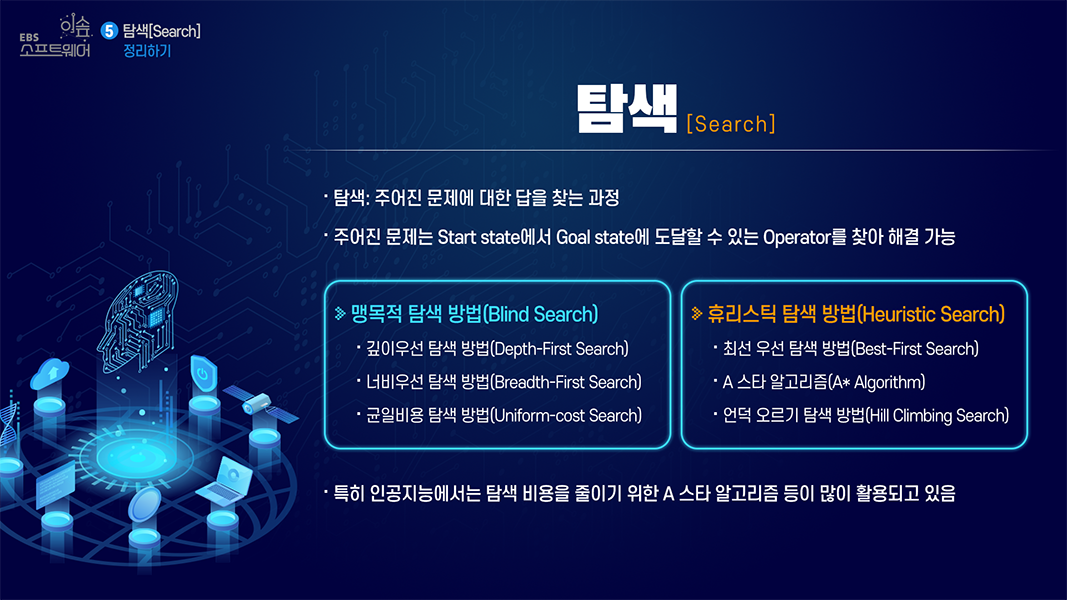 EBS 이솦
소프트웨어
5 탐색[Search]
정리하기
탐색 [Search]
· 탐색: 주어진 문제에 대한 답을 찾는 과정
· 주어진 문제는 Start state에서 Goal state에 도달할 수 있는 Operator를 찾아 해결 가능
맹목적 탐색 방법(Blind Search)
· 깊이우선 탐색 방법(Depth-First Search)
· 너비우선 탐색 방법(Breadth-First Search)
· 균일비용 탐색 방법(Uniform-cost Search)
휴리스틱 탐색 방법(Heuristic Search)
· 최선 우선 탐색 방법(Best-First Search)
· A 스타 알고리즘(A* Algorithm)
· 언덕 오르기 탐색 방법(Hill Climbing Search)
· 특히 인공지능에서는 탐색 비용을 줄이기 위한 A 스타 알고리즘 등이 많이 활용되고 있음